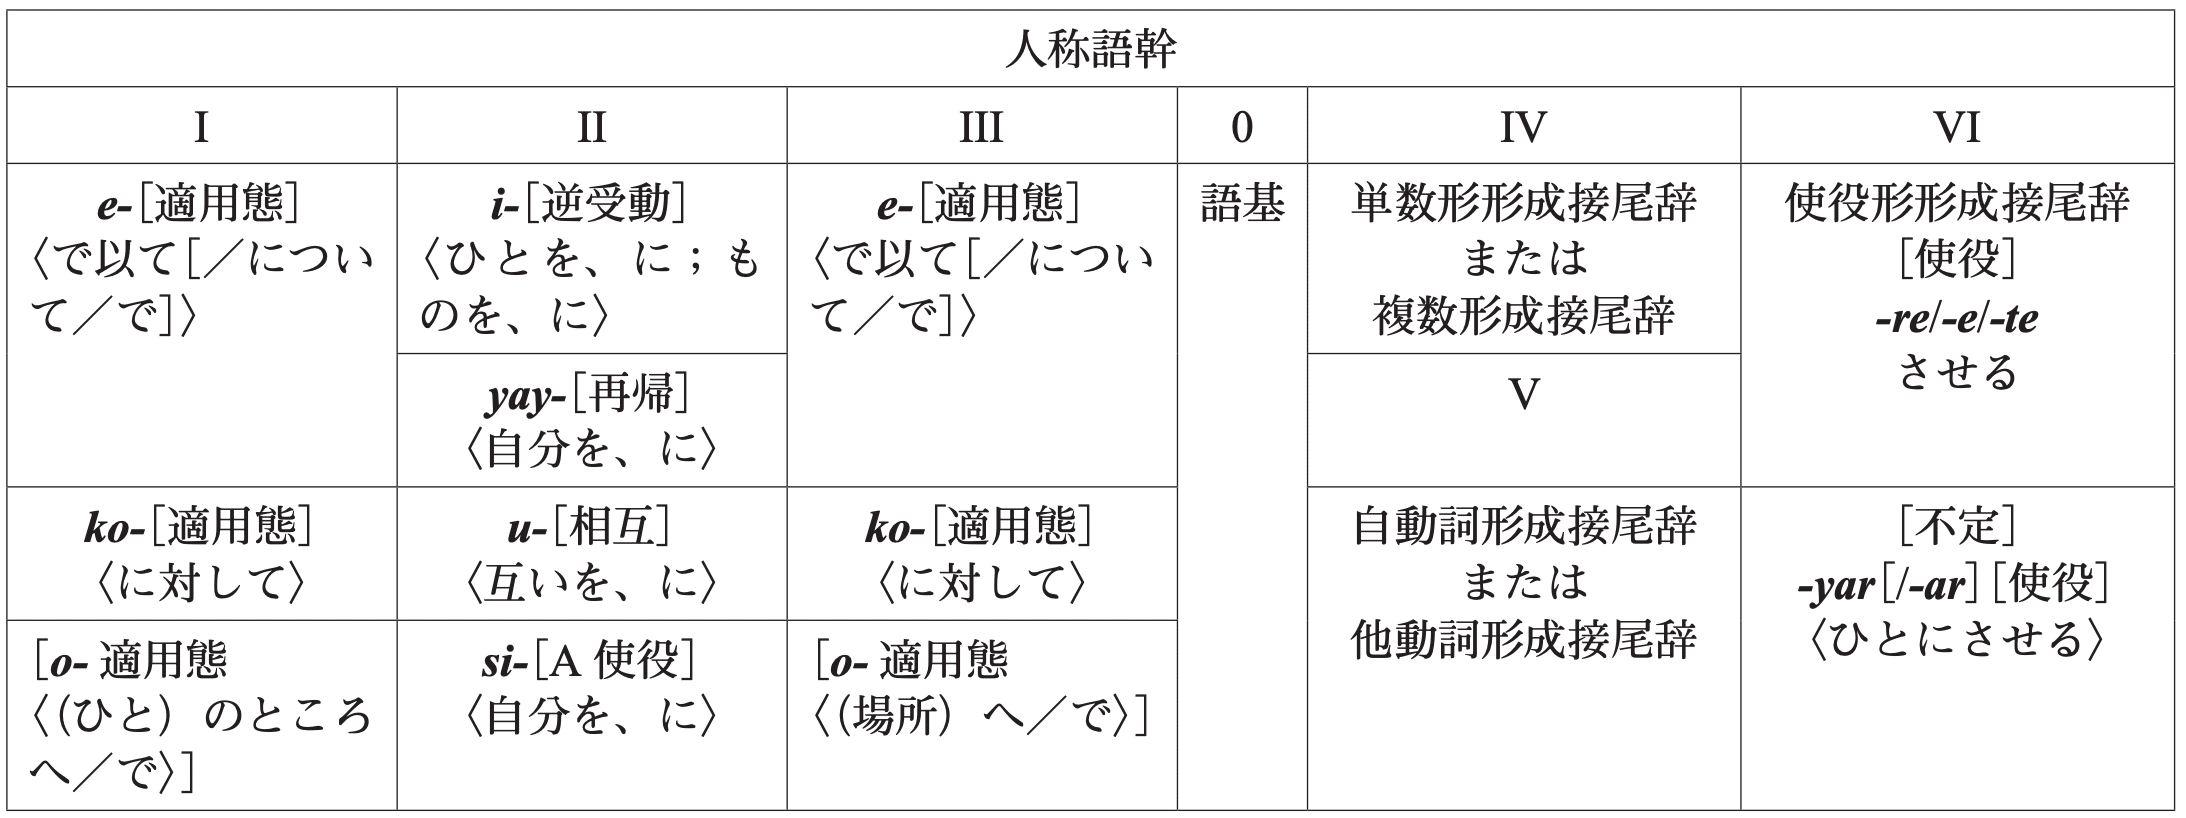 人称語幹
I
II
III
0
IV
VI
e-[適用態]
〈で以て[／につい
て／で]〉
i-[逆受動]
〈ひとを、に；も
のを、に〉
e-[適用態]
〈で以て[／につい
て／で]〉
語基
単数形形成接尾辞
または
複数形成接尾辞
使役形形成接尾辞
[使役]
-re/-e/-te
させる
yay-[再帰]
〈自分を、に〉
V
ko-[適用態]
〈に対して〉
u-[相互]
〈互いを、に〉
ko-[適用態]
〈に対して〉
自動詞形成接尾辞
または
他動詞形成接尾辞
[不定]
-yar[/-ar][使役]
〈ひとにさせる〉
[o- 適用態
〈(ひと）のところ
へ／で〉]
si-[A 使役]
〈自分を、に〉
[o- 適用態
〈(場所）へ／で〉]